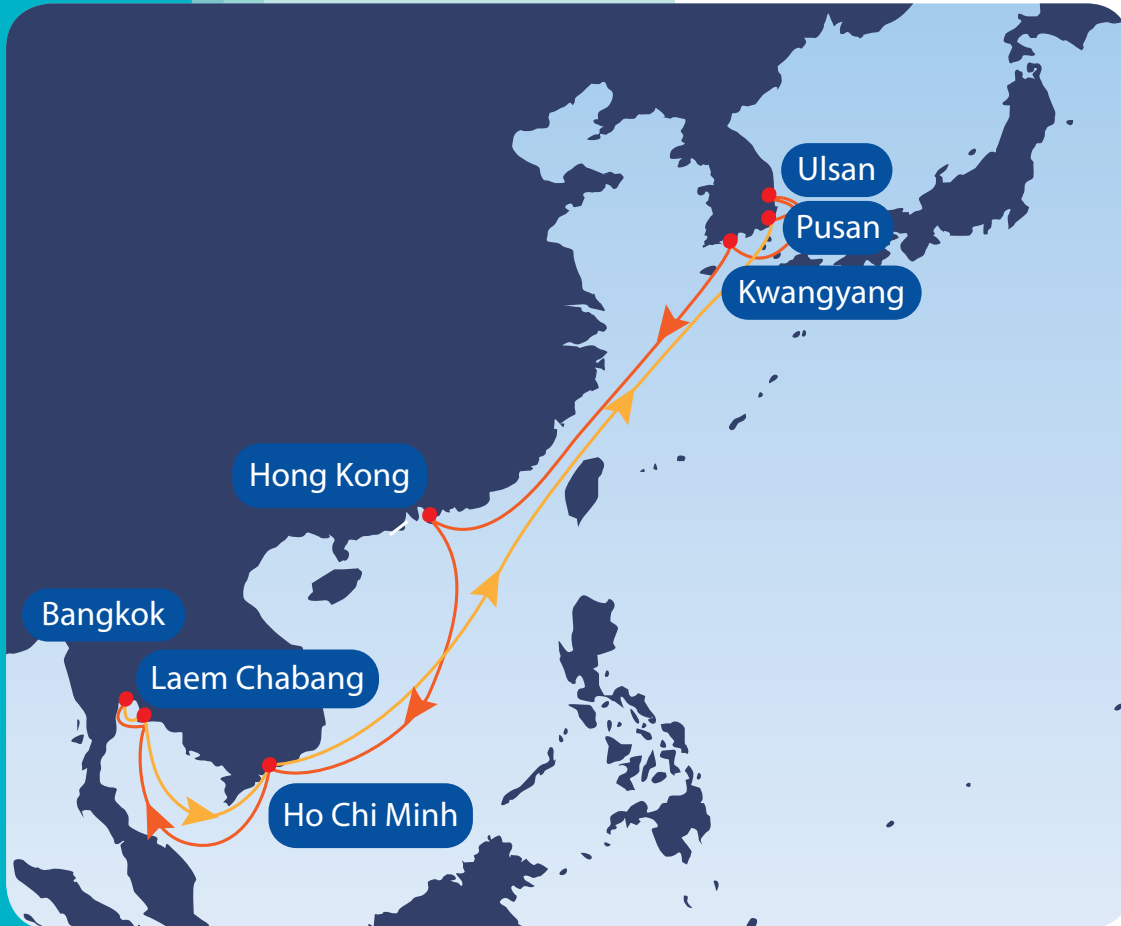 Ulsan
Pusan
Kwangyang
Hong Kong
Bangkok
Laem Chabang
Ho Chi Minh